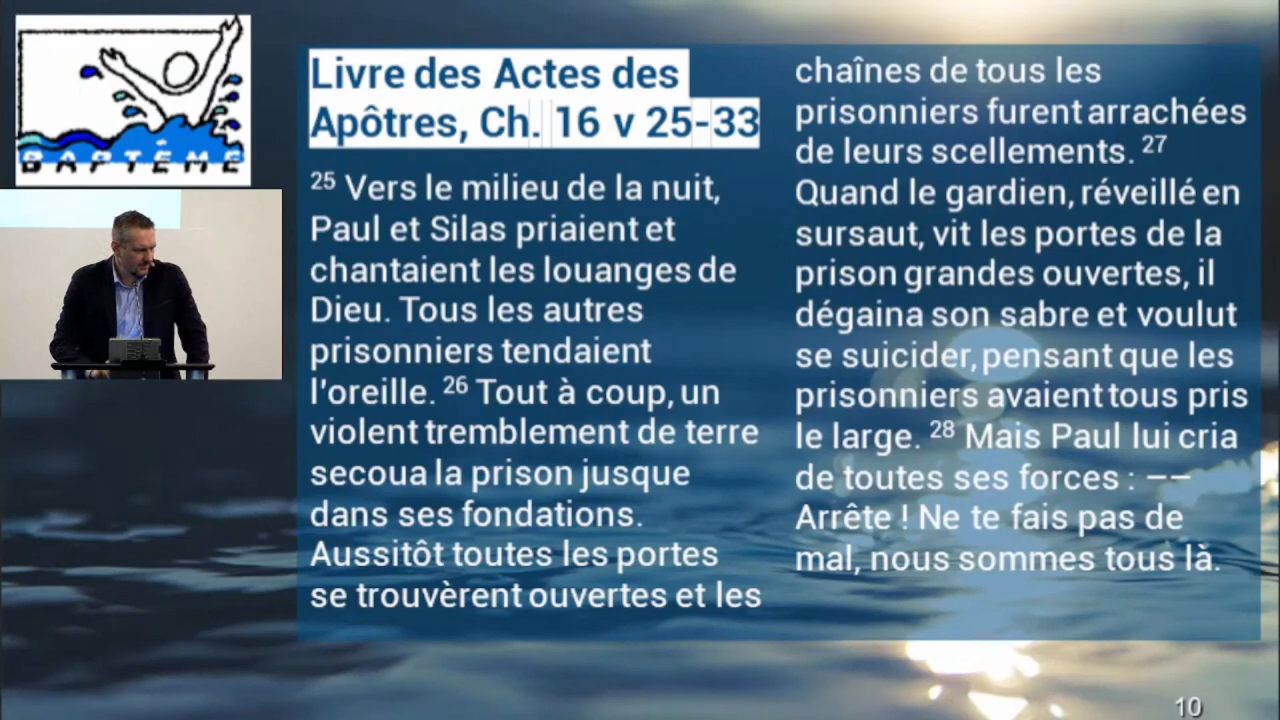 BAPTÊME
Livre des Actes des
Apôtres, Ch. 16 v 25-33
25 Vers le milieu de la nuit,
Paul et Silas priaient et
chantaient les louanges de
Dieu. Tous les autres
prisonniers tendaient
l'oreille. 26 Tout à coup, un
violent tremblement de terre
secoua la prison jusque
dans ses fondations.
Aussitôt toutes les portes
se trouvèrent ouvertes et les
chaînes de tous les
prisonniers furent arrachées
de leurs scellements. 27
Quand le gardien, réveillé en
sursaut, vit les portes de la
prison grandes ouvertes, il
dégaina son sabre et voulut
se suicider, pensant que les
prisonniers avaient tous pris
le large. 28 Mais Paul lui cria
de toutes ses forces : ––
Arrête ! Ne te fais pas de
mal, nous sommes tous là.
10